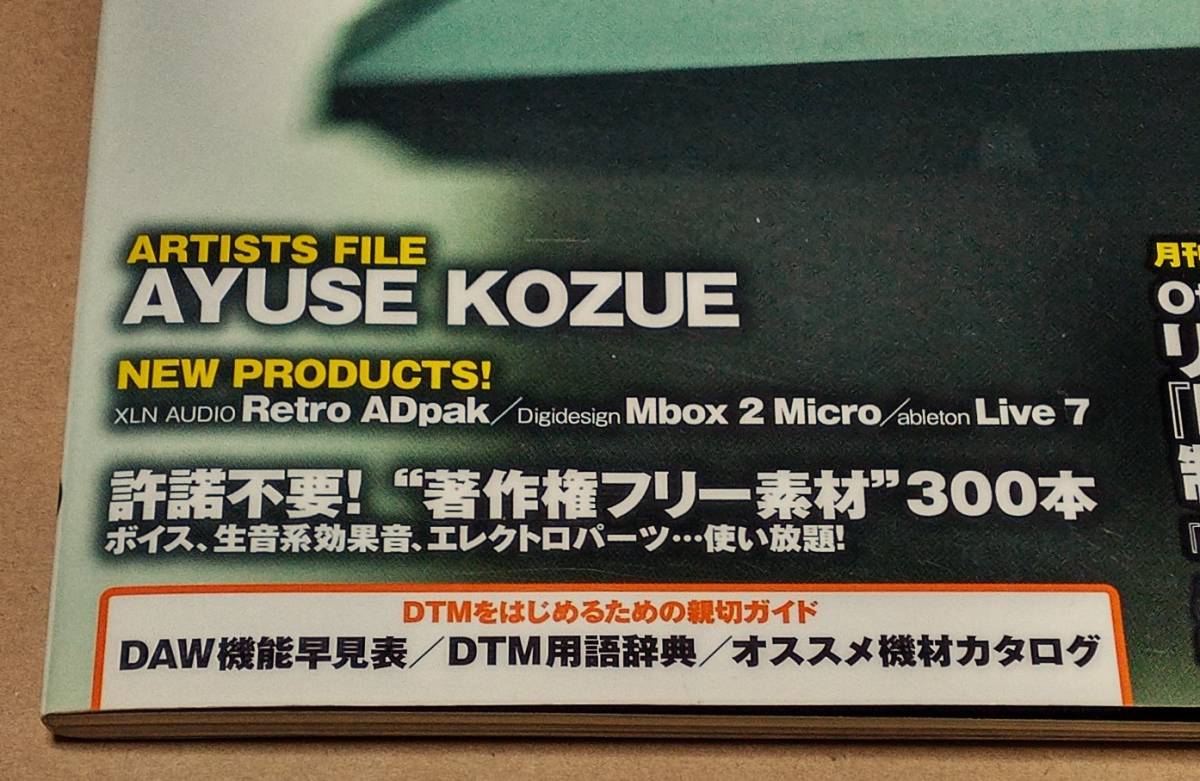 ARTISTS FILE
AYUSE KOZUE
NEW PRODUCTS!
XLN AUDIO Retro ADpak／Digidesign Mbox 2 Micro／ableton Live 7
許諾不要! “著作権フリー素材”300本
ボイス、生音系効果音、エレクトロパーツ…使い放題!
DTMをはじめるための親切ガイド
DAW機能早見表／DTM用語辞典／オススメ機材カタログ
月刊
リ